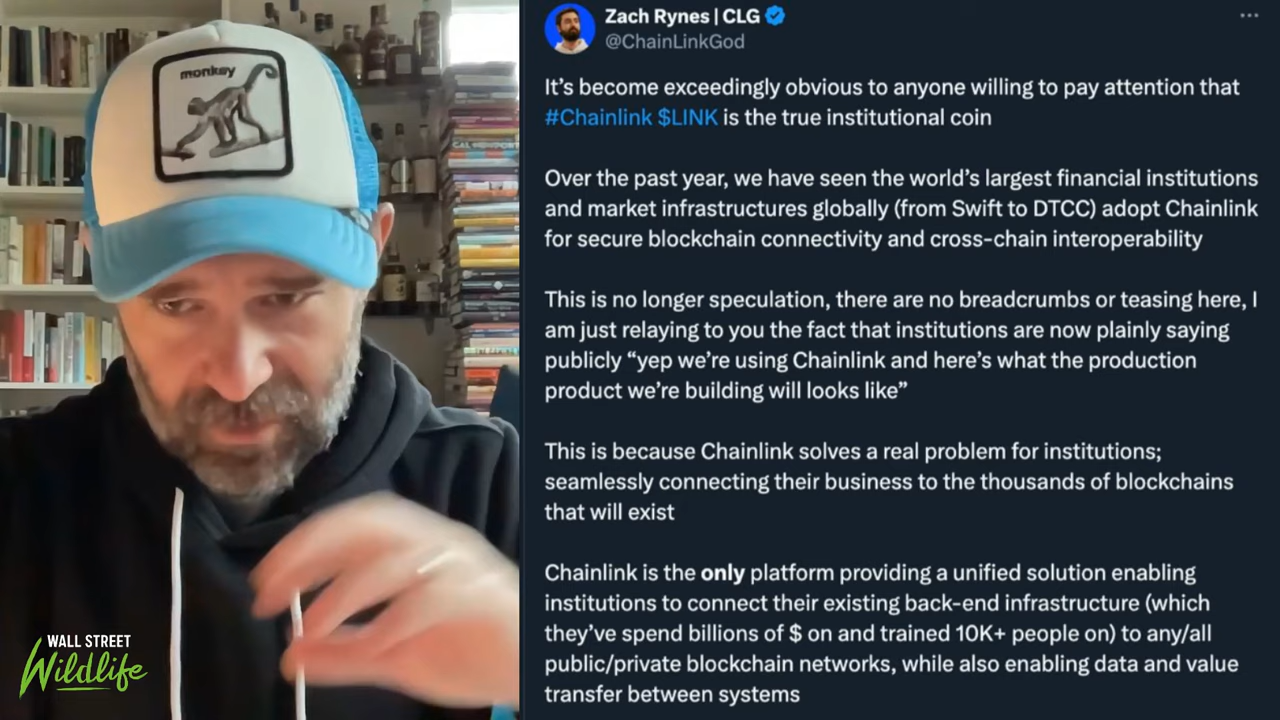 monkey
WALL STREET
Wildlife
Zach Rynes | CLG
@ChainLinkGod
It's become exceedingly obvious to anyone willing to pay attention that
#Chainlink $LINK is the true institutional coin
Over the past year, we have seen the world's largest financial institutions
and market infrastructures globally (from Swift to DTCC) adopt Chainlink
for secure blockchain connectivity and cross-chain interoperability
This is no longer speculation, there are no breadcrumbs or teasing here, I
am just relaying to you the fact that institutions are now plainly saying
publicly “yep we're using Chainlink and here's what the production
product we're building will looks like”
This is because Chainlink solves a real problem for institutions;
seamlessly connecting their business to the thousands of blockchains
that will exist
Chainlink is the only platform providing a unified solution enabling
institutions to connect their existing back-end infrastructure (which
they've spend billions of $ on and trained 10K+ people on) to any/all
public/private blockchain networks, while also enabling data and value
transfer between systems